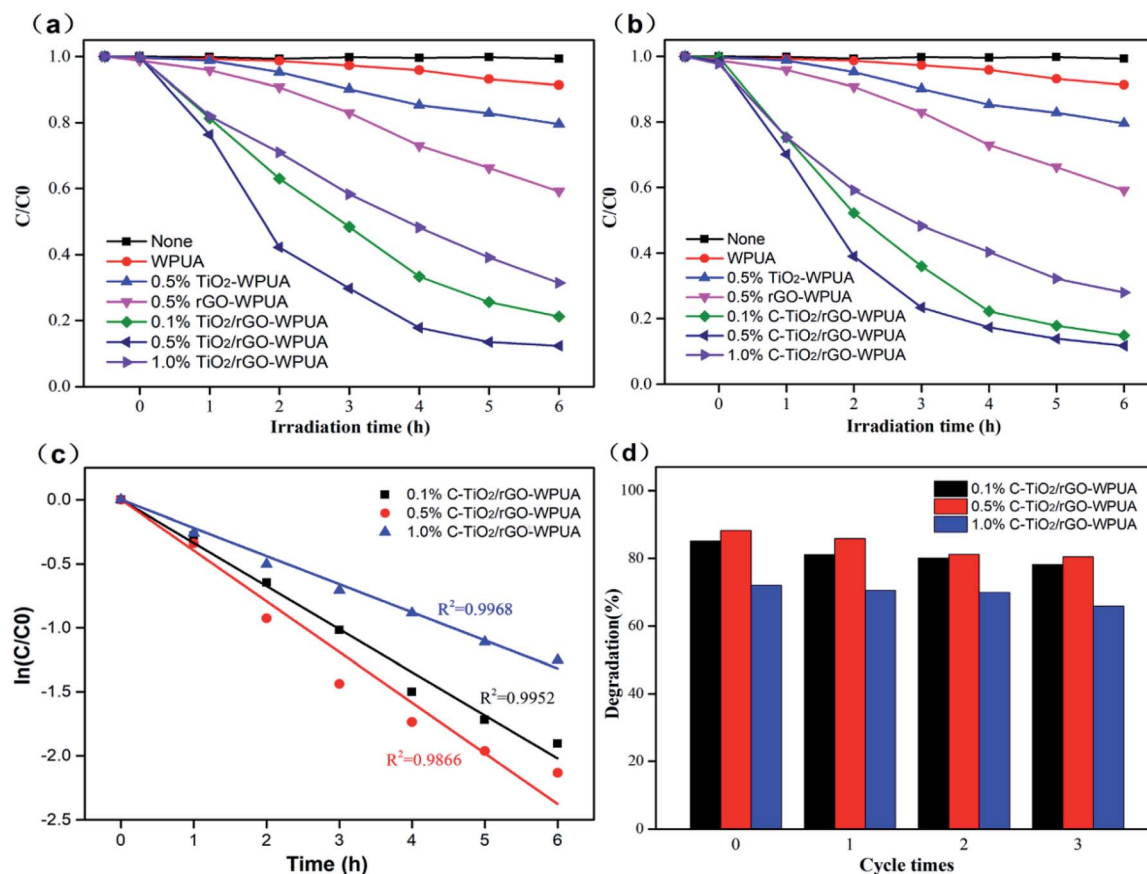 (a)
C/C0
1.0
0.8
0.6
0.4
0.2
0.0
None
WPUA
0.5% TiO₂-WPUA
0.5% rGO-WPUA
0.1% TiO₂/rGO-WPUA
0.5% TiO₂/rGO-WPUA
1.0% TiO₂/rGO-WPUA
0 1 2 3 4 5 6
Irradiation time (h)
(b)
C/C0
1.0
0.8
0.6
0.4
0.2
0.0
None
WPUA
0.5% TiO₂-WPUA
0.5% rGO-WPUA
0.1% C-TiO₂/rGO-WPUA
0.5% C-TiO₂/rGO-WPUA
1.0% C-TiO₂/rGO-WPUA
0 1 2 3 4 5 6
Irradiation time (h)
(c)
ln(C/C0)
0.0
-0.5
-1.0
-1.5
-2.0
-2.5
0.1% C-TiO₂/rGO-WPUA
0.5% C-TiO₂/rGO-WPUA
1.0% C-TiO₂/rGO-WPUA
R²=0.9968
R²=0.9952
R²=0.9866
0 1 2 3 4 5 6
Time (h)
(d)
Degradation(%)
100
80
60
40
20
0
0.1% C-TiO₂/rGO-WPUA
0.5% C-TiO₂/rGO-WPUA
1.0% C-TiO₂/rGO-WPUA
0 1 2 3
Cycle times